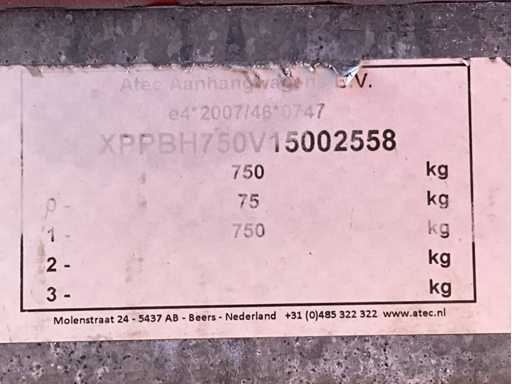 Atec Aanhangwagens B.V.
e4*2007/46*0747
XPPBH750V15002558
750 kg
0 - 75 kg
1 - 750 kg
2 - kg
3 - kg
Molenstraat 24 - 5437 AB - Beers - Nederland +31 (0)485 322 322 www.atec.nl